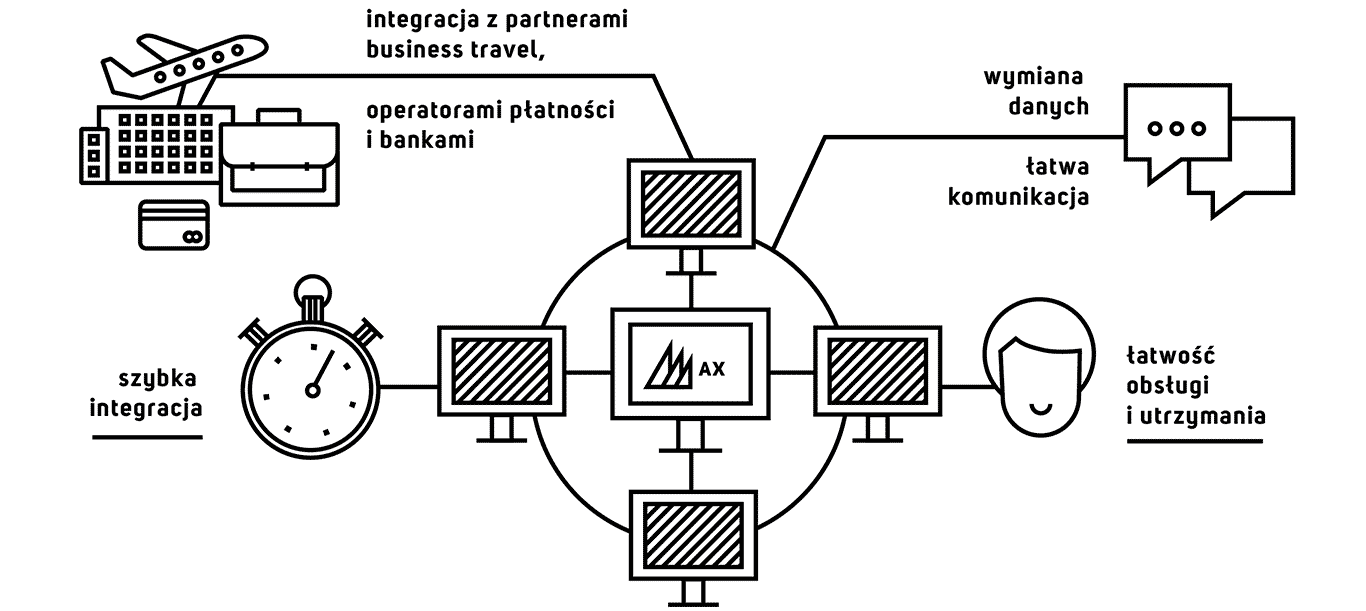 integracja z partnerami
business travel,
operatorami płatności
i bankami
wymiana
danych
łatwa
komunikacja
szybka
integracja
AX
łatwość
obsługi
i utrzymania